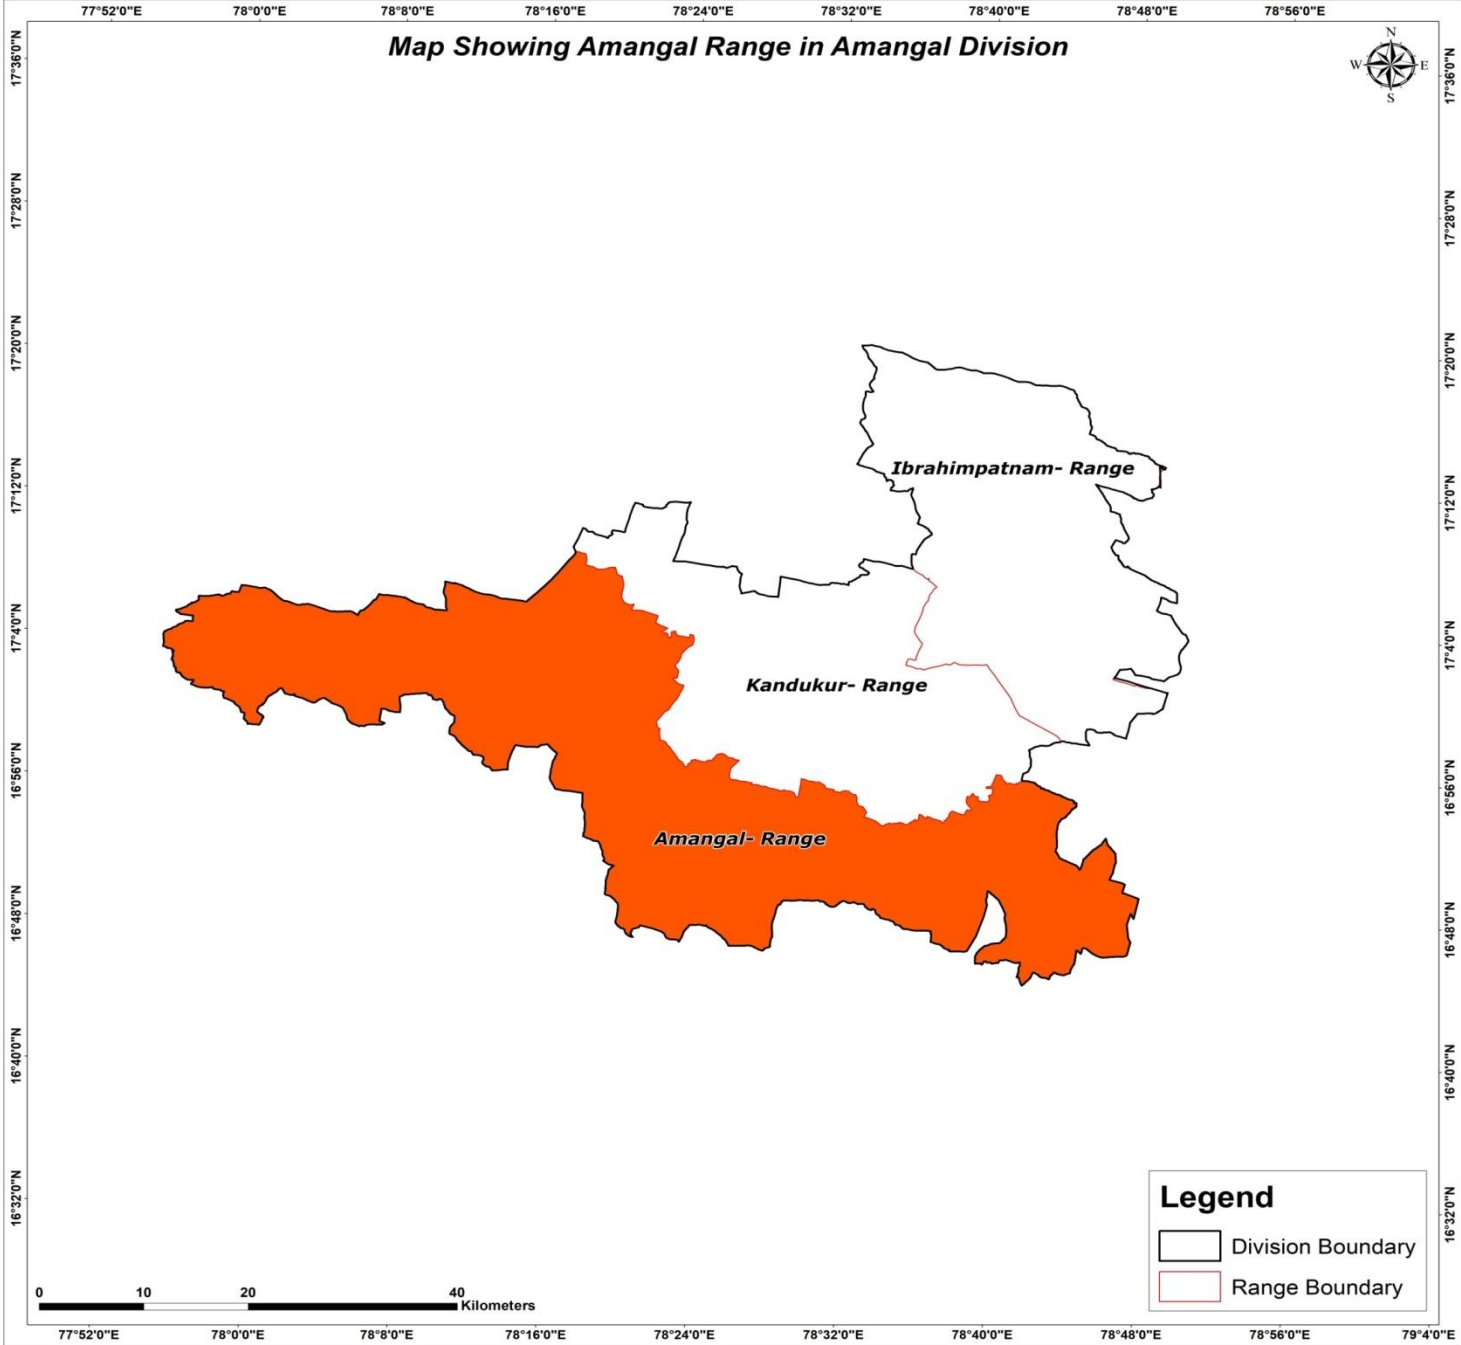 77°52'0"E 78°0'0"E 78°8'0"E 78°16'0"E 78°24'0"E 78°32'0"E 78°40'0"E 78°48'0"E 78°56'0"E
Map Showing Amangal Range in Amangal Division
N
W E
S
17°36'0"N 17°36'0"N
17°28'0"N 17°28'0"N
17°20'0"N 17°20'0"N
Ibrahimpatnam- Range
17°12'0"N 17°12'0"N
17°4'0"N 17°4'0"N
Kandukur- Range
16°56'0"N 16°56'0"N
Amangal- Range
16°48'0"N 16°48'0"N
16°40'0"N 16°40'0"N
16°32'0"N 16°32'0"N
Legend
Division Boundary
Range Boundary
0 10 20 40
Kilometers
77°52'0"E 78°0'0"E 78°8'0"E 78°16'0"E 78°24'0"E 78°32'0"E 78°40'0"E 78°48'0"E 78°56'0"E 79°4'0"E